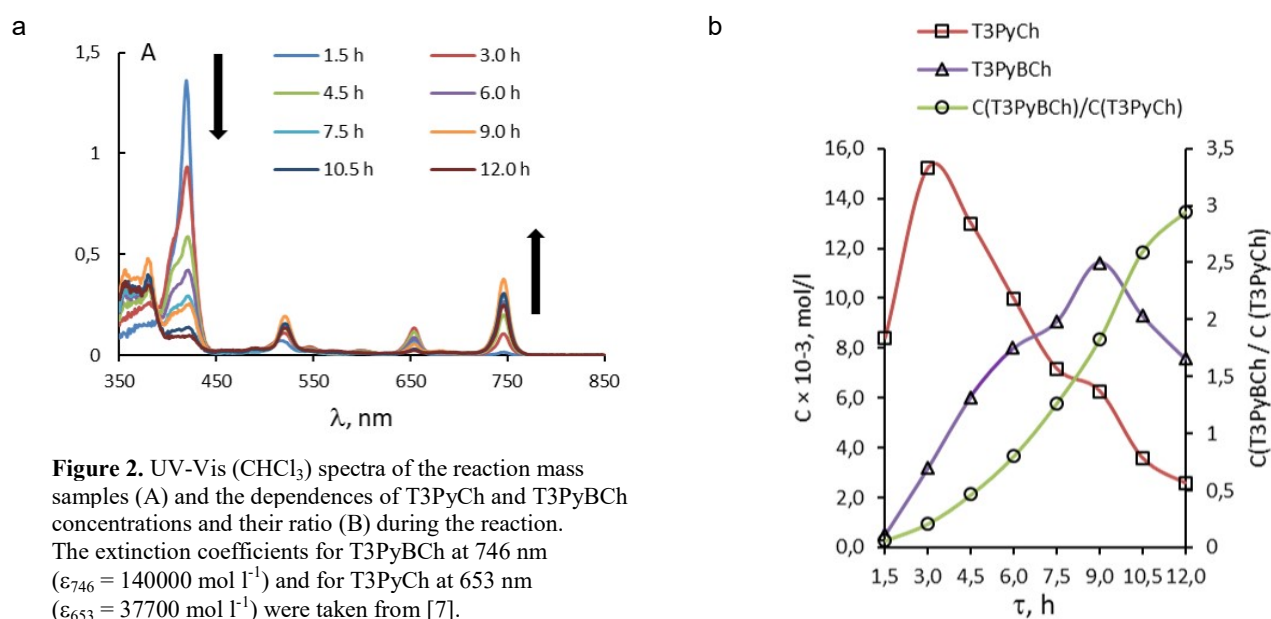 a
A
1,5
1
0,5
0
1.5 h
3.0 h
4.5 h
6.0 h
7.5 h
9.0 h
10.5 h
12.0 h
350
450
550
650
750
850
λ, nm
Figure 2. UV-Vis (CHCl₃) spectra of the reaction mass
samples (A) and the dependences of T3PyCh and T3PyBCh
concentrations and their ratio (B) during the reaction.
The extinction coefficients for T3PyBCh at 746 nm
(ε₇₄₆ = 140000 mol l⁻¹) and for T3PyCh at 653 nm
(ε₆₅₃ = 37700 mol l⁻¹) were taken from [7].
b
T3PyCh
T3PyBCh
C(T3PyBCh)/C(T3PyCh)
C × 10-3, mol/l
16,0
14,0
12,0
10,0
8,0
6,0
4,0
2,0
0,0
3,5
3
2,5
2
1,5
1
0,5
0
C(T3PyBCh / C (T3PyCh)
1,5
3,0
4,5
6,0
7,5
9,0
10,5
12,0
τ, h